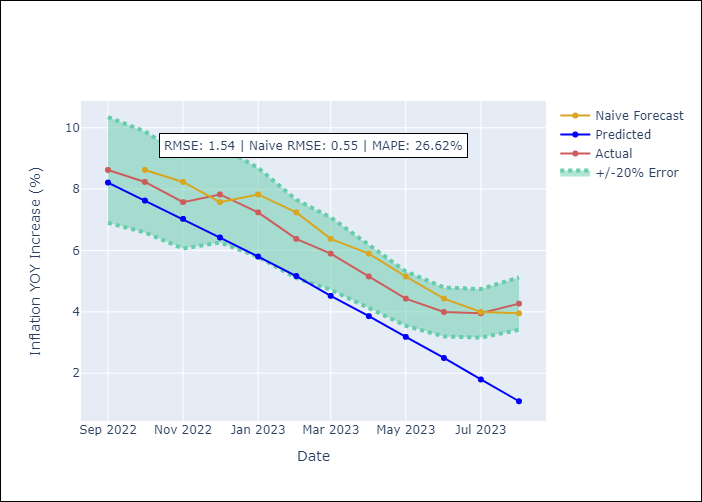 RMSE: 1.54 | Naive RMSE: 0.55 | MAPE: 26.62%
Naive Forecast
Predicted
Actual
+/-20% Error
Inflation YOY Increase (%)
10
8
6
4
2
Sep 2022 Nov 2022 Jan 2023 Mar 2023 May 2023 Jul 2023
Date